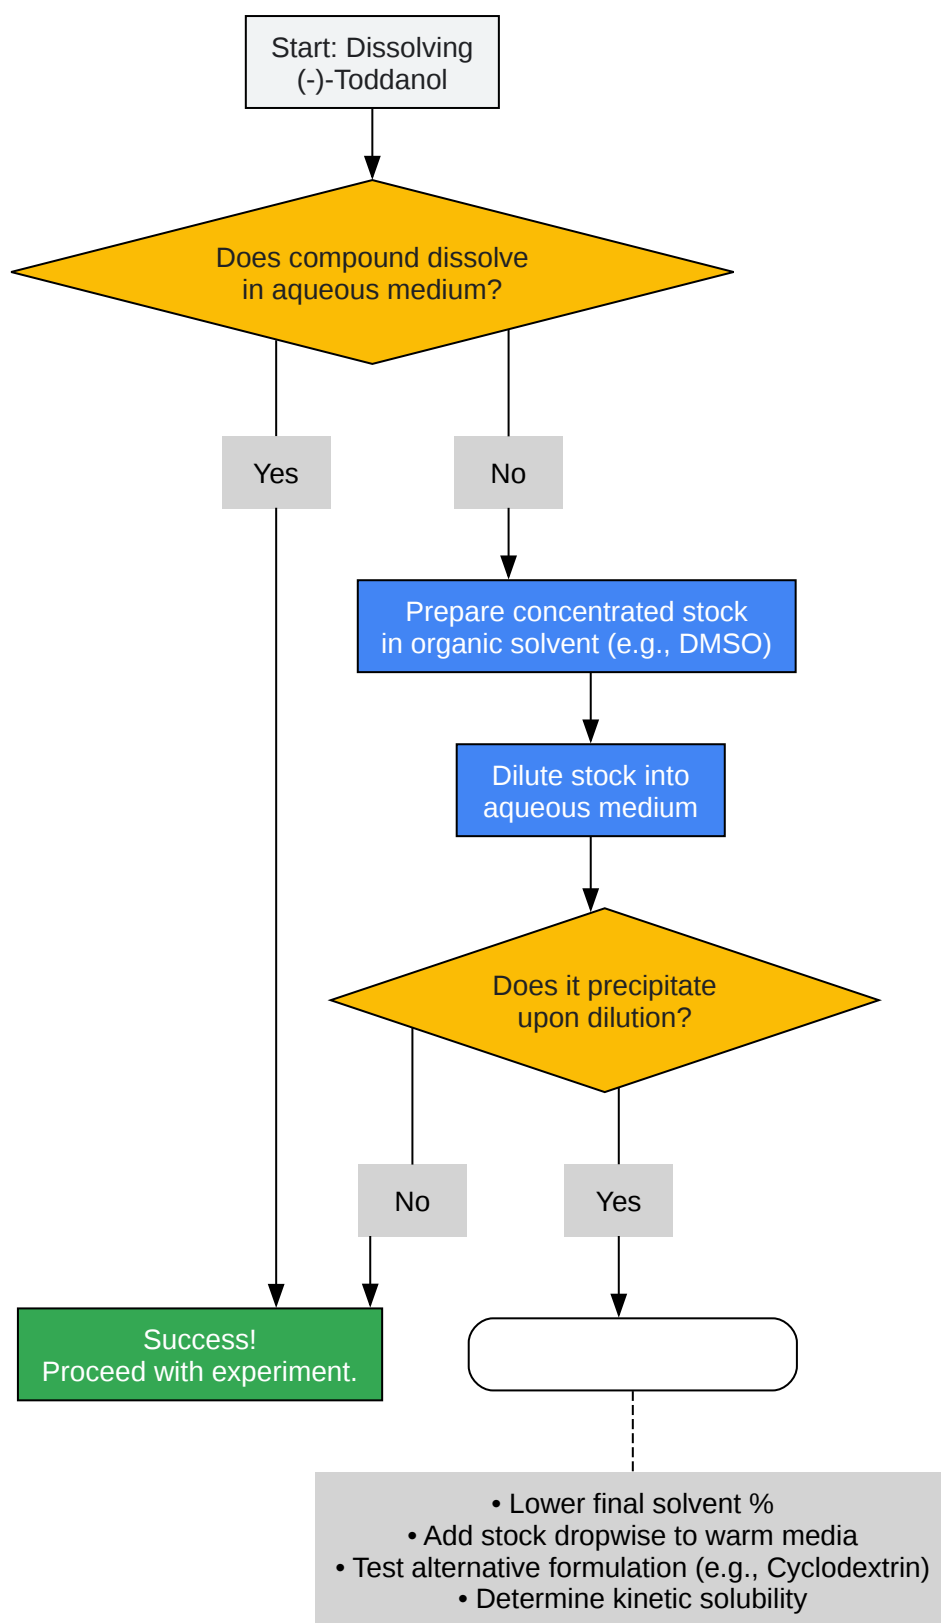 Start: Dissolving
(-)-Toddanol
Does compound dissolve
in aqueous medium?
Yes
No
Prepare concentrated stock
in organic solvent (e.g., DMSO)
Dilute stock into
aqueous medium
Does it precipitate
upon dilution?
No
Yes
Success!
Proceed with experiment.
• Lower final solvent %
• Add stock dropwise to warm media
• Test alternative formulation (e.g., Cyclodextrin)
• Determine kinetic solubility